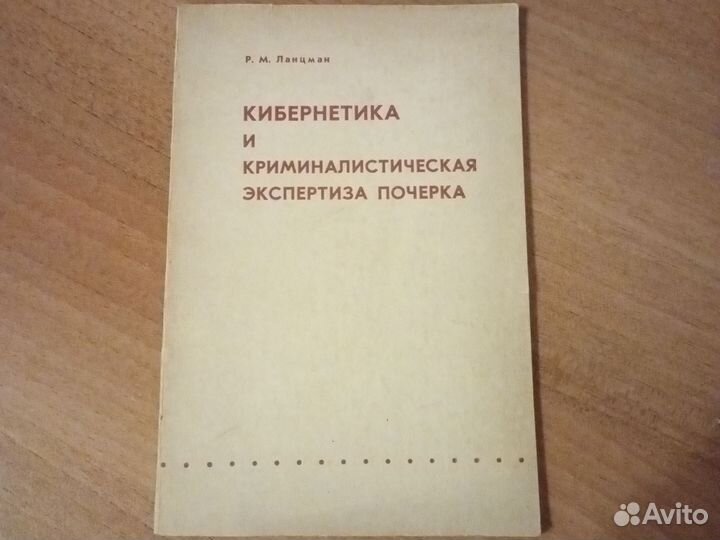 Р. М. Ланцман
КИБЕРНЕТИКА
И
КРИМИНАЛИСТИЧЕСКАЯ
ЭКСПЕРТИЗА ПОЧЕРКА
Avito